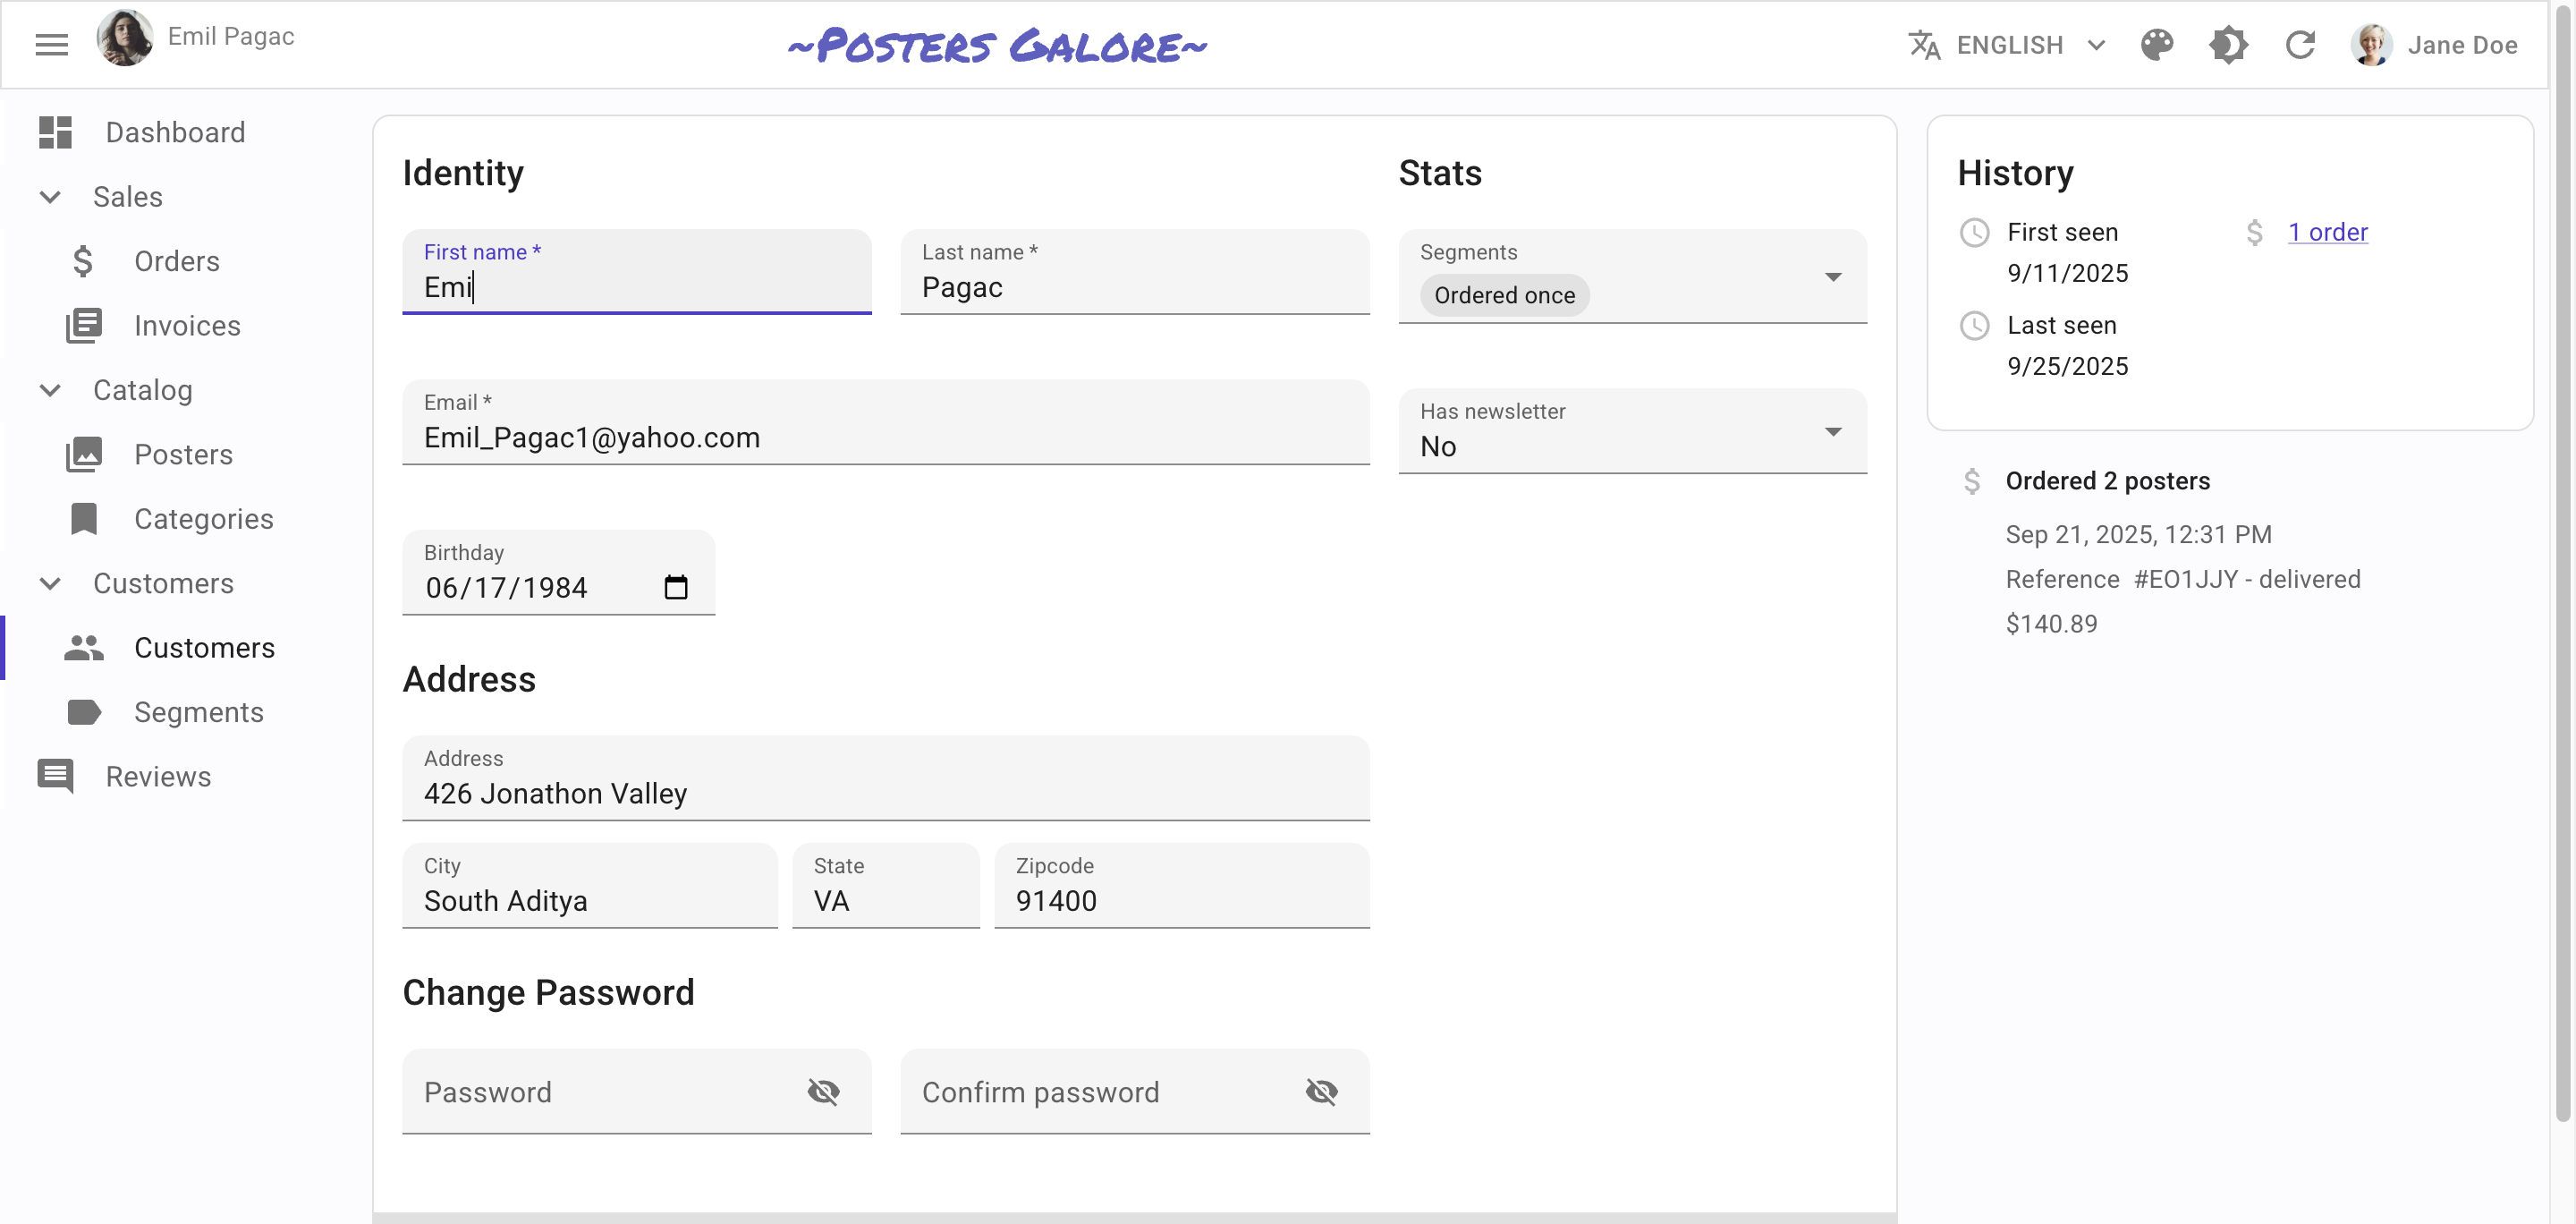 Emil Pagac
~Posters Galore~
ENGLISH
Jane Doe
Dashboard
Sales
Orders
Invoices
Catalog
Posters
Categories
Customers
Customers
Segments
Reviews
Identity
First name *
Emi
Last name *
Pagac
Email *
Emil_Pagac1@yahoo.com
Birthday
06/17/1984
Address
Address
426 Jonathon Valley
City
South Aditya
State
VA
Zipcode
91400
Change Password
Password
Confirm password
Stats
Segments
Ordered once
Has newsletter
No
History
First seen
9/11/2025
1 order
Last seen
9/25/2025
Ordered 2 posters
Sep 21, 2025, 12:31 PM
Reference #EO1JJY - delivered
$140.89